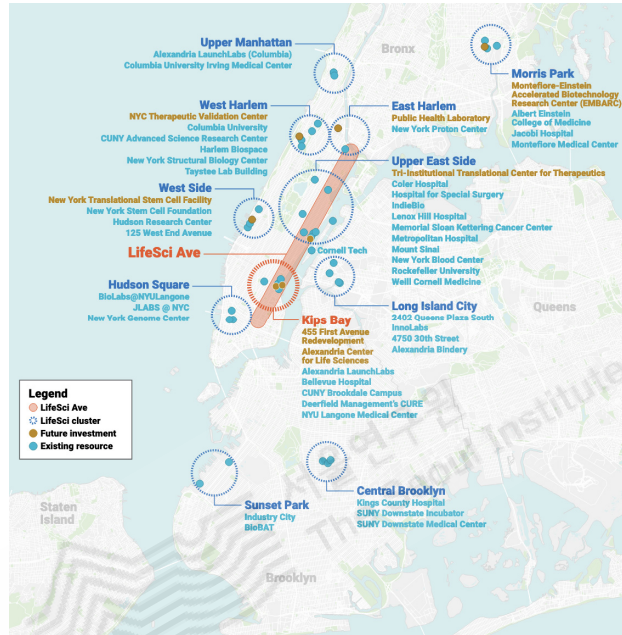 Upper Manhattan
Alexandria LaunchLabs (Columbia)
Columbia University Irving Medical Center
Bronx
Morris Park
Montefiore-Einstein
Accelerated Biotechnology
Research Center (EMBARC)
Albert Einstein
College of Medicine
Jacobi Hospital
Montefiore Medical Center
West Harlem
NYC Therapeutic Validation Center
Columbia University
CUNY Advanced Science Research Center
Harlem Biospace
New York Structural Biology Center
Taystee Lab Building
East Harlem
Public Health Laboratory
New York Proton Center
Upper East Side
Tri-Institutional Translational Center for Therapeutics
Coler Hospital
Hospital for Special Surgery
IndieBio
Lenox Hill Hospital
Memorial Sloan Kettering Cancer Center
Metropolitan Hospital
Mount Sinai
New York Blood Center
Rockefeller University
Weill Cornell Medicine
West Side
New York Translational Stem Cell Facility
New York Stem Cell Foundation
Hudson Research Center
125 West End Avenue
LifeSci Ave
Cornell Tech
Hudson Square
BioLabs@NYULangone
JLABS @ NYC
New York Genome Center
Long Island City
2402 Queens Plaza South
InnoLabs
4750 30th Street
Alexandria Bindery
Queens
Kips Bay
455 First Avenue
Redevelopment
Alexandria Center
for Life Sciences
Alexandria LaunchLabs
Bellevue Hospital
CUNY Brookdale Campus
Deerfield Management's CURE
NYU Langone Medical Center
Legend
LifeSci Ave
LifeSci cluster
Future investment
Existing resource
Central Brooklyn
Kings County Hospital
SUNY Downstate Incubator
SUNY Downstate Medical Center
Sunset Park
Industry City
BioBAT
Staten
Island
Brooklyn